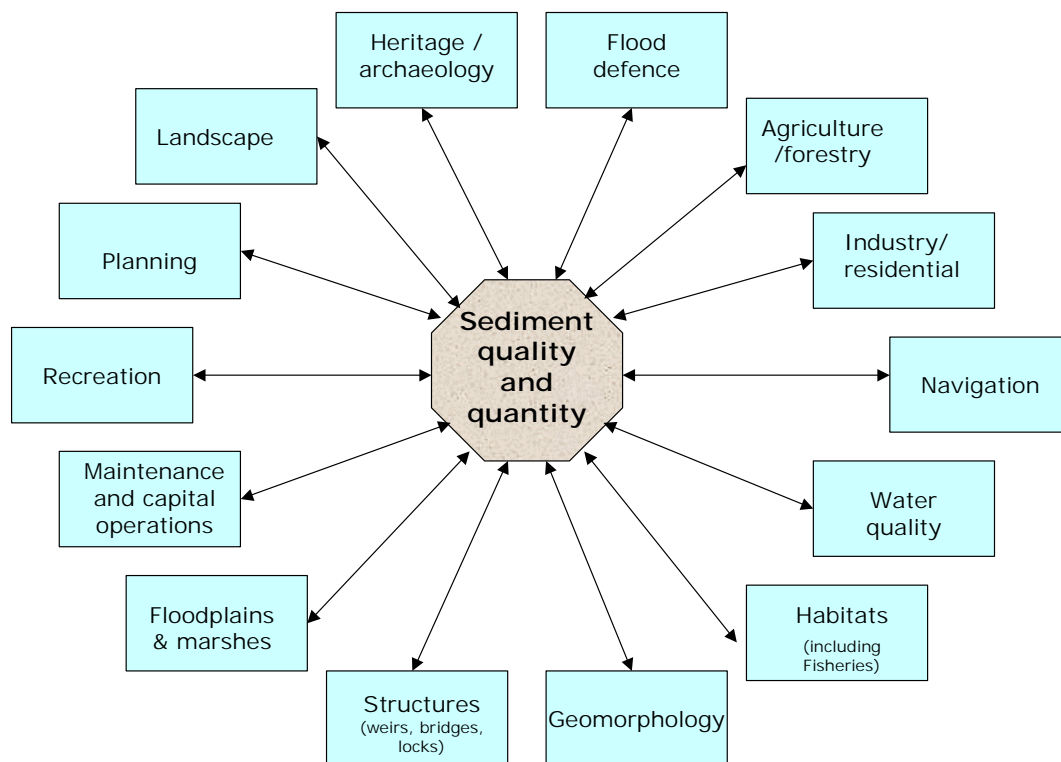 Heritage /
archaeology
Flood
defence
Landscape
Agriculture
/forestry
Planning
Industry/
residential
Sediment
quality
and
quantity
Recreation
Navigation
Maintenance
and capital
operations
Water
quality
Floodplains
& marshes
Habitats
(including
Fisheries)
Structures
(weirs, bridges,
locks)
Geomorphology